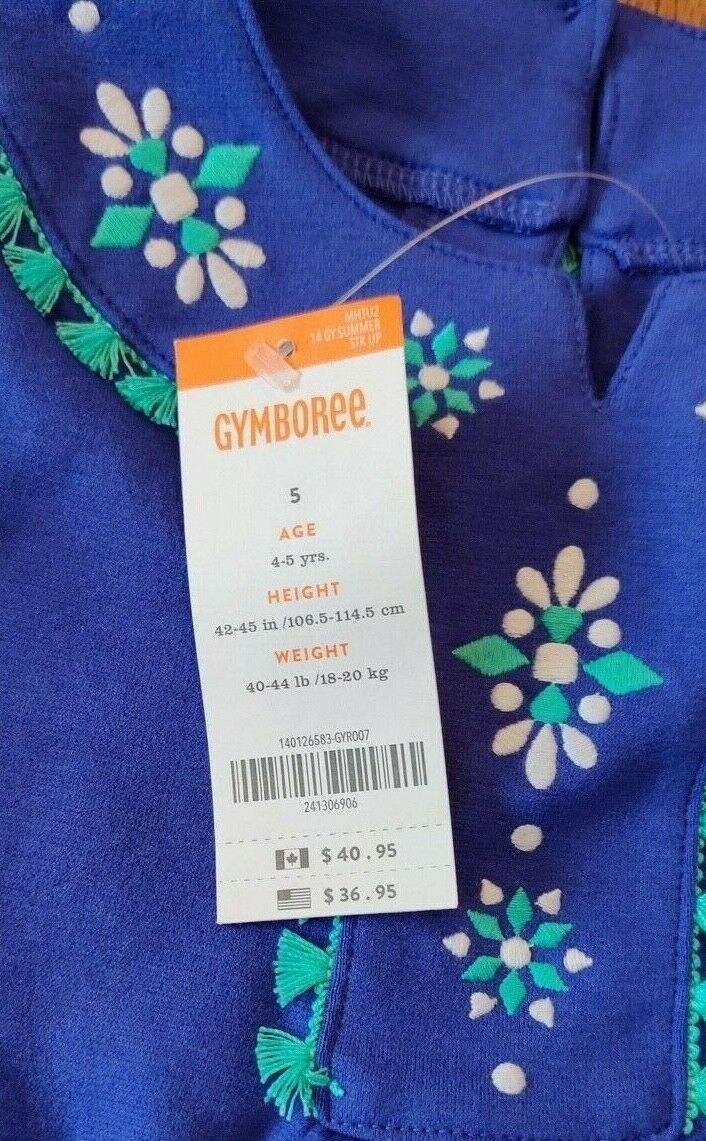 MHTU2
14 GY SUMMER
STK UP
GYMBOREE
5
AGE
4-5 yrs.
HEIGHT
42-45 in /106.5-114.5 cm
WEIGHT
40-44 lb /18-20 kg
140126583-GYR007
241306906
$40.95
$36.95